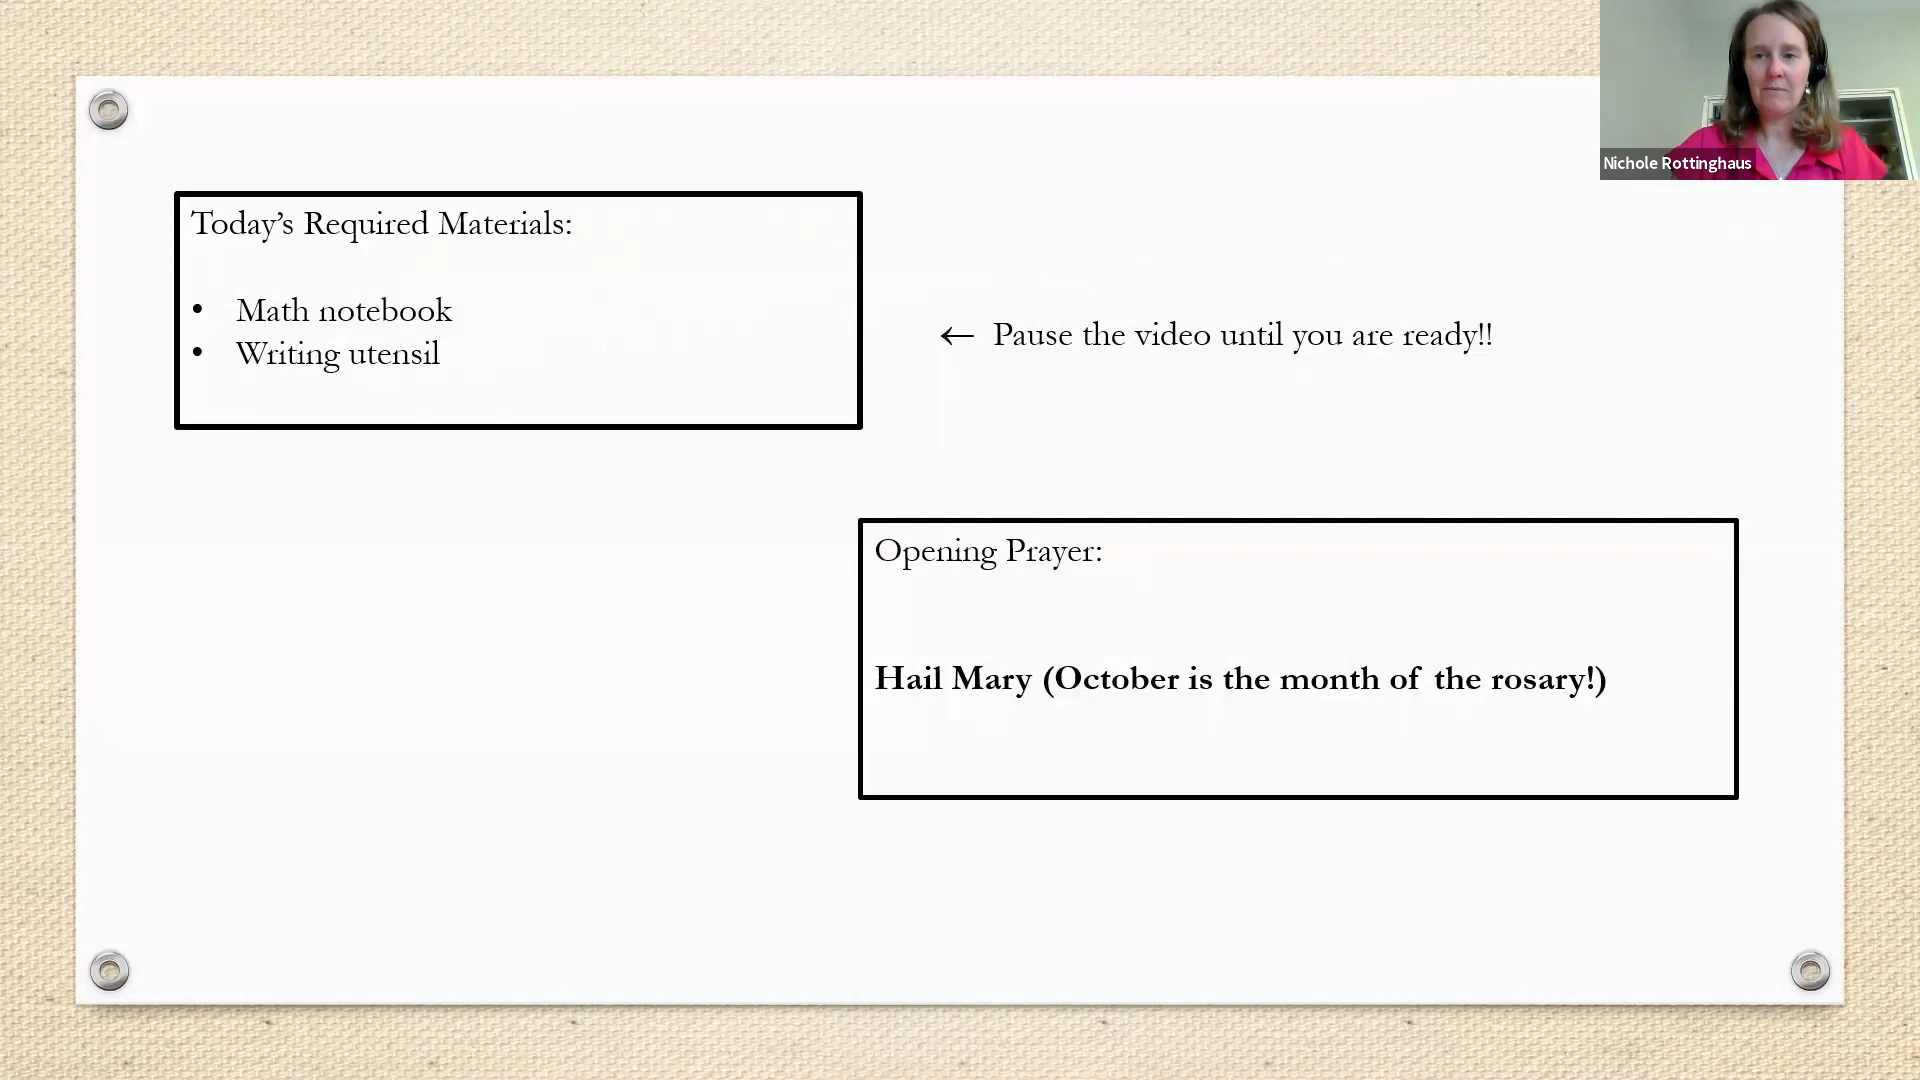 Nichole Rottinghaus
Today’s Required Materials:
• Math notebook
• Writing utensil
← Pause the video until you are ready!!
Opening Prayer:
Hail Mary (October is the month of the rosary!)